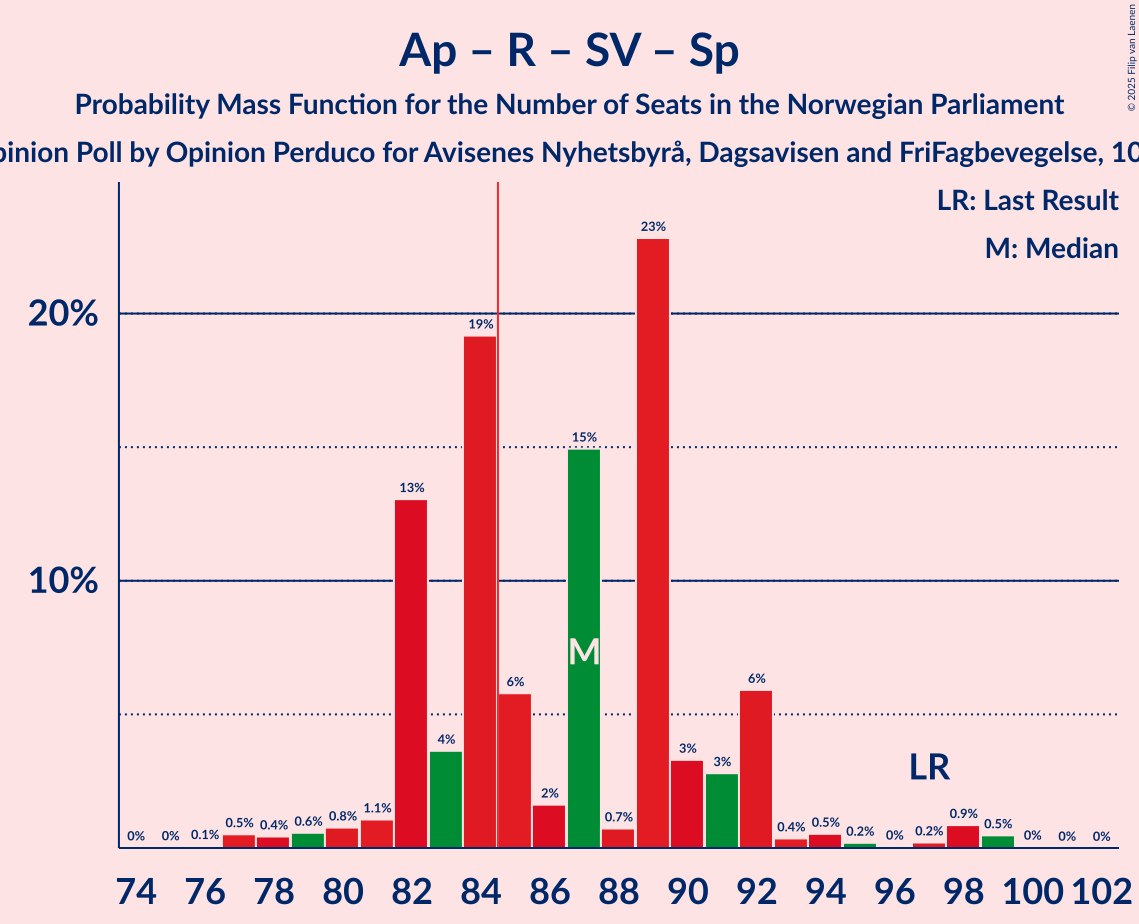 Ap – R – SV – Sp
Probability Mass Function for the Number of Seats in the Norwegian Parliament
pinion Poll by Opinion Perduco for Avisenes Nyhetsbyrå, Dagsavisen and FriFagbevegelse, 10
© 2025 Filip van Laenen
LR: Last Result
M: Median
23%
20%
19%
15%
13%
10%
M
6%
6%
4%
3%
3%
LR
2%
0% 0% 0.1% 0.5% 0.4% 0.6% 0.8% 1.1% 0.7% 0.4% 0.5% 0.2% 0% 0.2% 0.9% 0.5% 0% 0% 0%
74 76 78 80 82 84 86 88 90 92 94 96 98 100 102